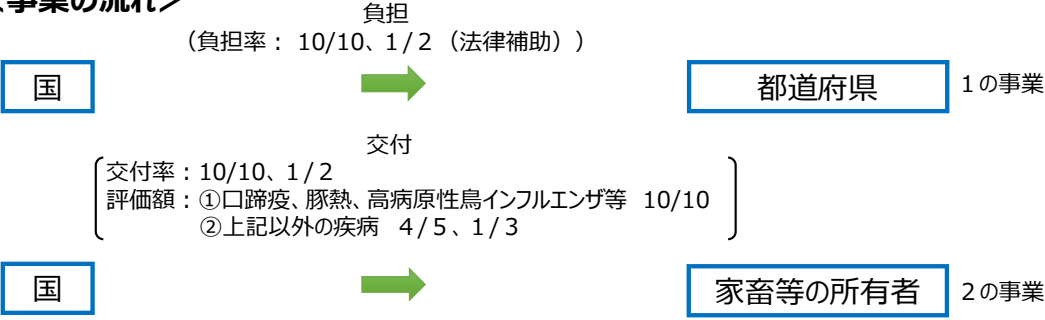 事業の流れ>
負担
(負担率: 10/10、1/2(法律補助))
国
都道府県
1の事業
交付
交付率:10/10、1/2
評価額:①口蹄疫、豚熱、高病原性鳥インフルエンザ等 10/10
②上記以外の疾病 4/5、1/3
国
家畜等の所有者
2の事業